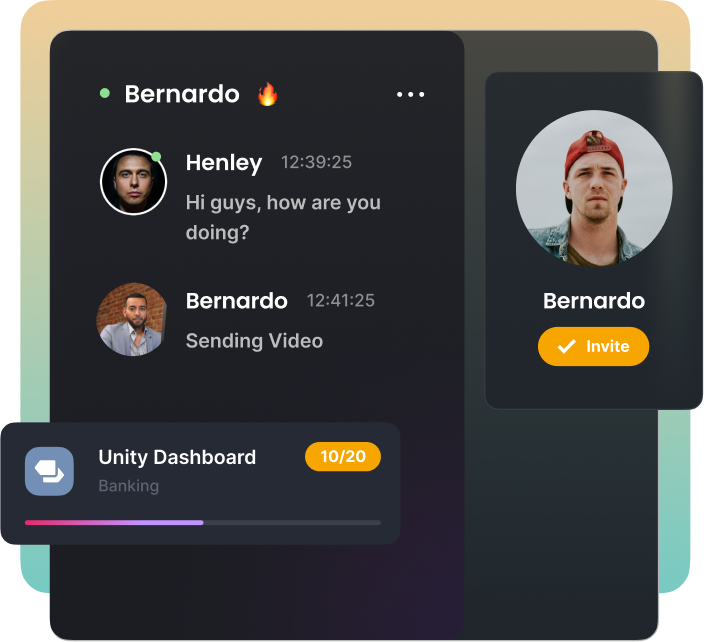 Bernardo 🔥
Henley 12:39:25
Hi guys, how are you
doing?
Bernardo 12:41:25
Sending Video
Bernardo
Invite
Unity Dashboard 10/20
Banking